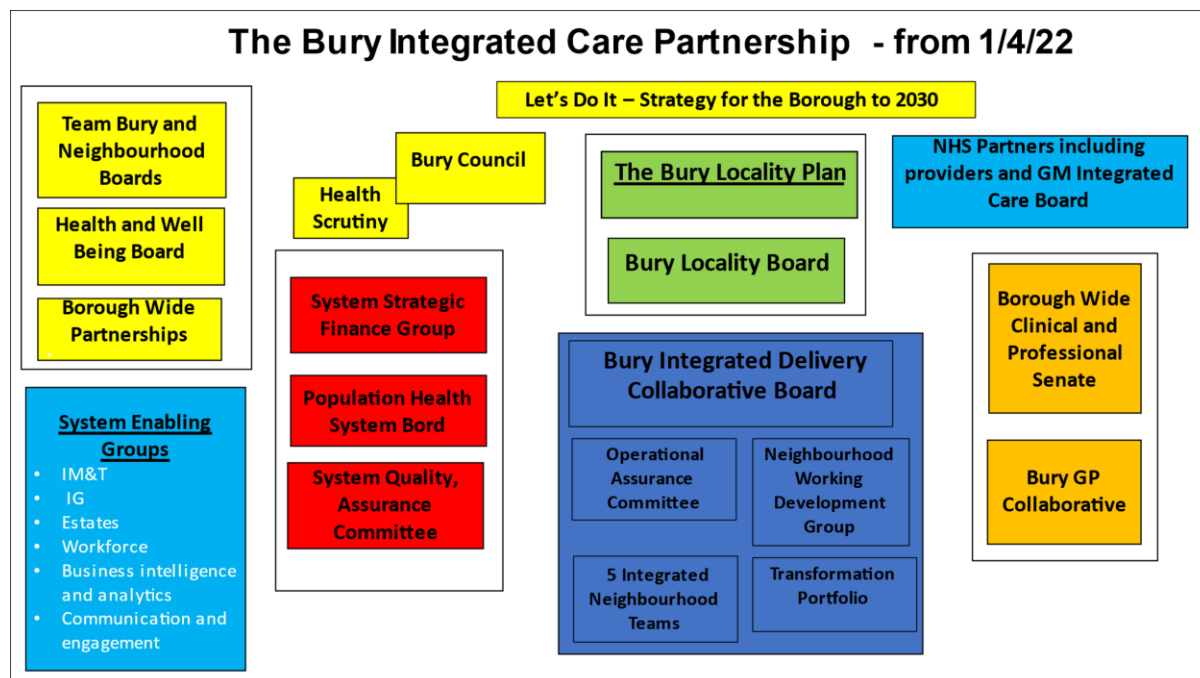 The Bury Integrated Care Partnership - from 1/4/22
Let's Do It – Strategy for the Borough to 2030
Team Bury and
Neighbourhood
Boards
Health and Well
Being Board
Borough Wide
Partnerships
Bury Council
Health
Scrutiny
The Bury Locality Plan
Bury Locality Board
NHS Partners including
providers and GM Integrated
Care Board
System Strategic
Finance Group
Population Health
System Bord
System Quality,
Assurance
Committee
Borough Wide
Clinical and
Professional
Senate
Bury GP
Collaborative
System Enabling
Groups
• IM&T
• IG
• Estates
• Workforce
• Business intelligence
and analytics
• Communication and
engagement
Bury Integrated Delivery
Collaborative Board
Operational
Assurance
Committee
Neighbourhood
Working
Development
Group
5 Integrated
Neighbourhood
Teams
Transformation
Portfolio